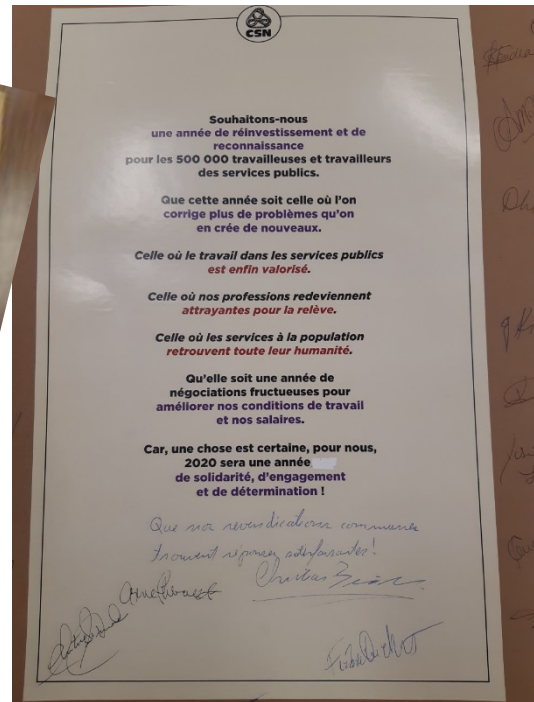 CSN
Souhaitons-nous
une année de réinvestissement et de
reconnaissance
pour les 500 000 travailleuses et travailleurs
des services publics.
Que cette année soit celle où l'on
corrige plus de problèmes qu'on
en crée de nouveaux.
Celle où le travail dans les services publics
est enfin valorisé.
Celle où nos professions redeviennent
attrayantes pour la relève.
Celle où les services à la population
retrouvent toute leur humanité.
Qu'elle soit une année de
négociations fructueuses pour
améliorer nos conditions de travail
et nos salaires.
Car, une chose est certaine, pour nous,
2020 sera une année
de solidarité, d'engagement
et de détermination !
Que nos revendications communes
trouvent réponses satisfaisantes!